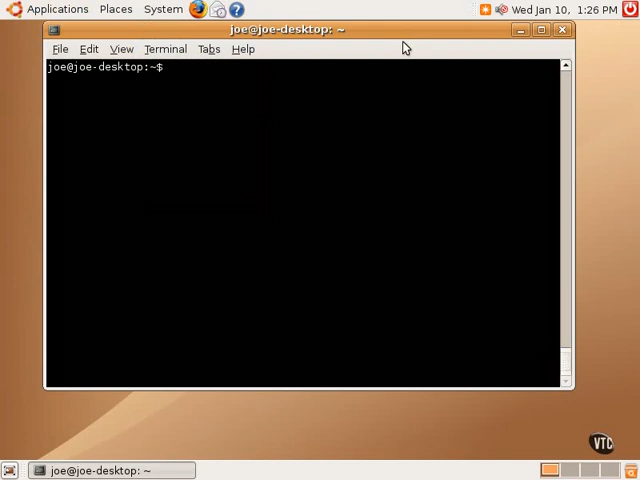 Applications Places System Wed Jan 10, 1:26 PM
joe@joe-desktop: ~
File Edit View Terminal Tabs Help
joe@joe-desktop:~$
VTC
joe@joe-desktop: ~